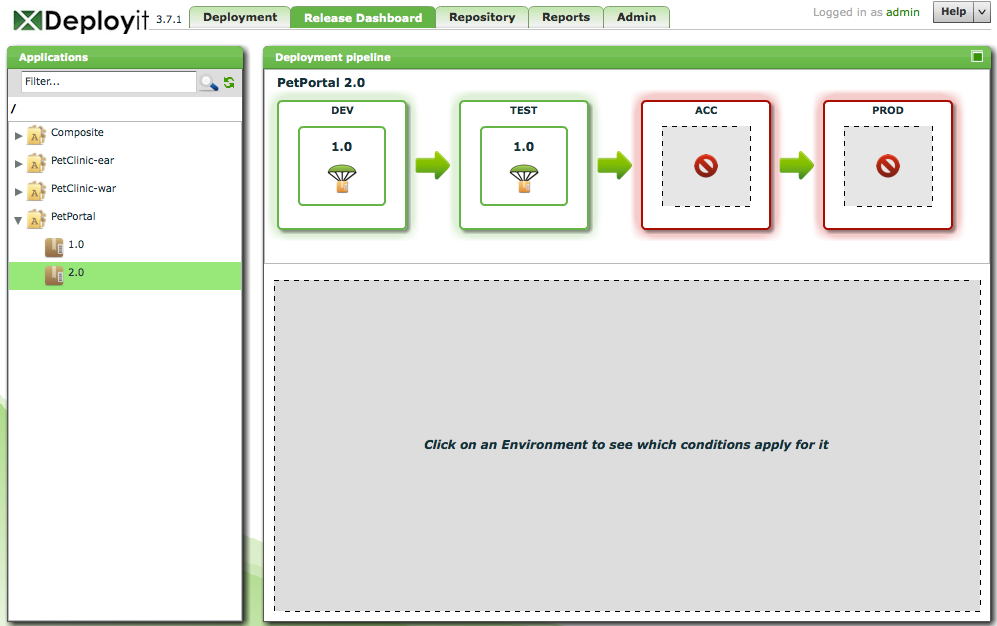 Deployit 3.7.1
Deployment Release Dashboard Repository Reports Admin
Logged in as admin Help
Applications
Filter...
/
Composite
PetClinic-ear
PetClinic-war
PetPortal
1.0
2.0
Deployment pipeline
PetPortal 2.0
DEV TEST ACC PROD
1.0 1.0
Click on an Environment to see which conditions apply for it